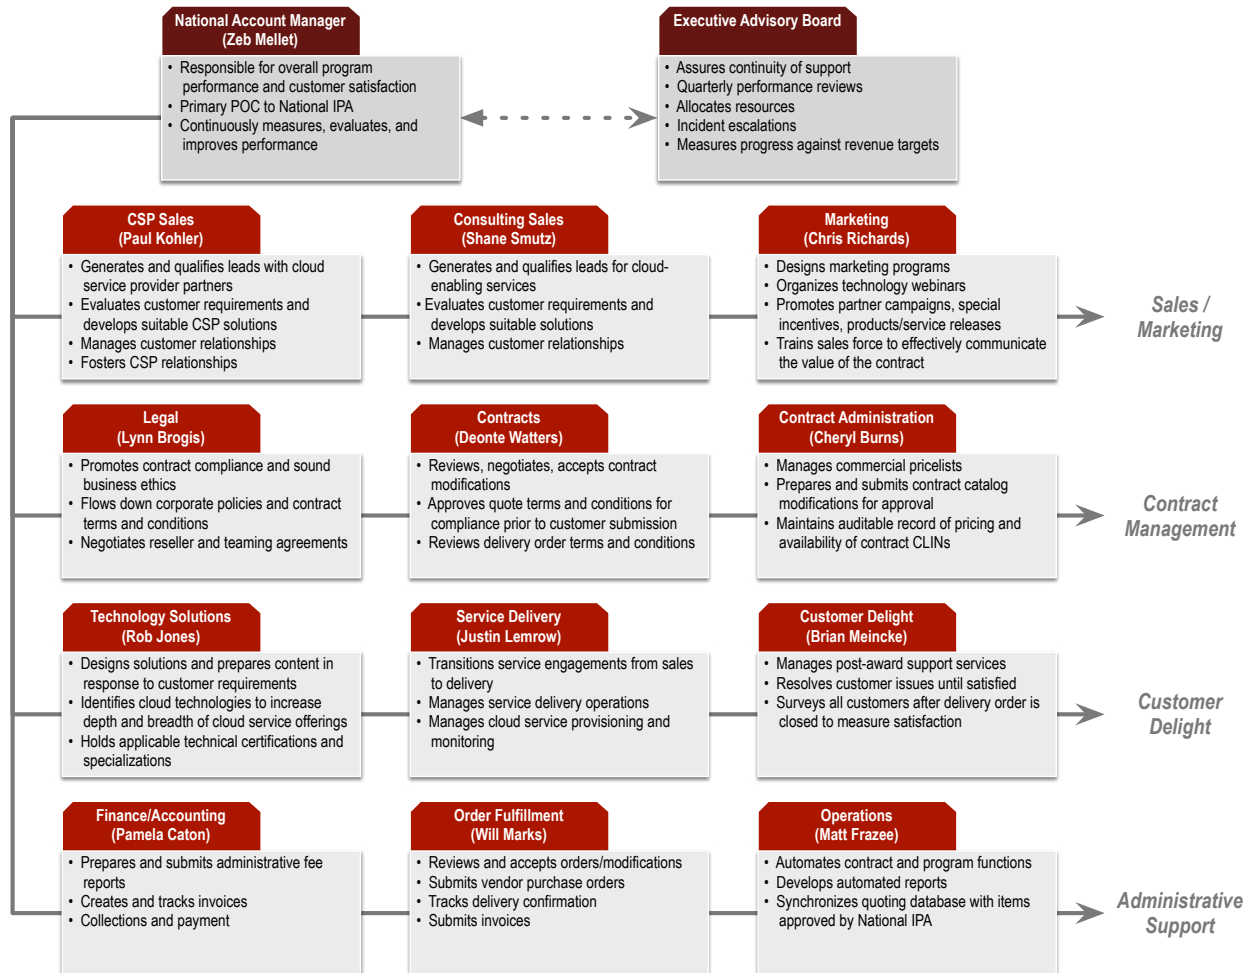 National Account Manager
(Zeb Mellet)
• Responsible for overall program
performance and customer satisfaction
• Primary POC to National IPA
• Continuously measures, evaluates, and
improves performance
Executive Advisory Board
• Assures continuity of support
• Quarterly performance reviews
• Allocates resources
• Incident escalations
• Measures progress against revenue targets
CSP Sales
(Paul Kohler)
• Generates and qualifies leads with cloud
service provider partners
• Evaluates customer requirements and
develops suitable CSP solutions
• Manages customer relationships
• Fosters CSP relationships
Consulting Sales
(Shane Smutz)
• Generates and qualifies leads for cloud-
enabling services
• Evaluates customer requirements and
develops suitable solutions
• Manages customer relationships
Marketing
(Chris Richards)
• Designs marketing programs
• Organizes technology webinars
• Promotes partner campaigns, special
incentives, products/service releases
• Trains sales force to effectively communicate
the value of the contract
Sales /
Marketing
Legal
(Lynn Brogis)
• Promotes contract compliance and sound
business ethics
• Flows down corporate policies and contract
terms and conditions
• Negotiates reseller and teaming agreements
Contracts
(Deonte Watters)
• Reviews, negotiates, accepts contract
modifications
• Approves quote terms and conditions for
compliance prior to customer submission
• Reviews delivery order terms and conditions
Contract Administration
(Cheryl Burns)
• Manages commercial pricelists
• Prepares and submits contract catalog
modifications for approval
• Maintains auditable record of pricing and
availability of contract CLINs
Contract
Management
Technology Solutions
(Rob Jones)
• Designs solutions and prepares content in
response to customer requirements
• Identifies cloud technologies to increase
depth and breadth of cloud service offerings
• Holds applicable technical certifications and
specializations
Service Delivery
(Justin Lemrow)
• Transitions service engagements from sales
to delivery
• Manages service delivery operations
• Manages cloud service provisioning and
monitoring
Customer Delight
(Brian Meincke)
• Manages post-award support services
• Resolves customer issues until satisfied
• Surveys all customers after delivery order is
closed to measure satisfaction
Customer
Delight
Finance/Accounting
(Pamela Caton)
• Prepares and submits administrative fee
reports
• Creates and tracks invoices
• Collections and payment
Order Fulfillment
(Will Marks)
• Reviews and accepts orders/modifications
• Submits vendor purchase orders
• Tracks delivery confirmation
• Submits invoices
Operations
(Matt Frazee)
• Automates contract and program functions
• Develops automated reports
• Synchronizes quoting database with items
approved by National IPA
Administrative
Support